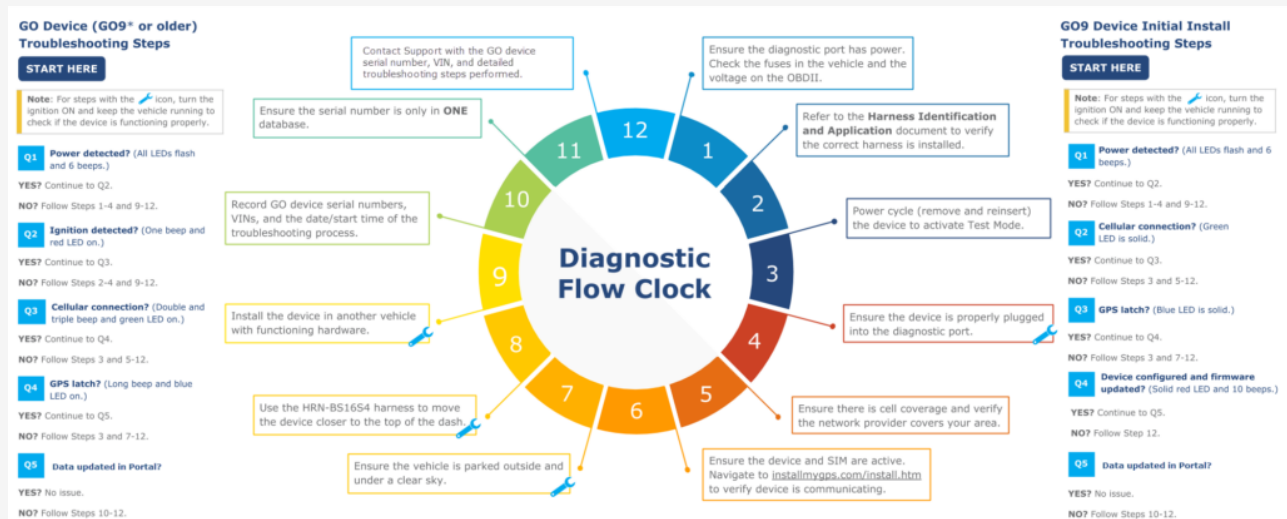 GO Device (GO9* or older)
Troubleshooting Steps
START HERE
Note: For steps with the icon, turn the
ignition ON and keep the vehicle running to
check if the device is functioning properly.
Q1
Power detected? (All LEDs flash
and 6 beeps.)
YES? Continue to Q2.
NO? Follow Steps 1-4 and 9-12.
Q2
Ignition detected? (One beep and
red LED on.)
YES? Continue to Q3.
NO? Follow Steps 2-4 and 9-12.
Q3
Cellular connection? (Double and
triple beep and green LED on.)
YES? Continue to Q4.
NO? Follow Steps 3 and 5-12.
Q4
GPS latch? (Long beep and blue
LED on.)
YES? Continue to Q5.
NO? Follow Steps 3 and 7-12.
Q5
Data updated in Portal?
YES? No issue.
NO? Follow Steps 10-12.
Diagnostic
Flow Clock
1
Ensure the diagnostic port has power.
Check the fuses in the vehicle and the
voltage on the OBDII.
2
Refer to the Harness Identification
and Application document to verify
the correct harness is installed.
3
Power cycle (remove and reinsert)
the device to activate Test Mode.
4
Ensure the device is properly plugged
into the diagnostic port.
5
Ensure there is cell coverage and verify
the network provider covers your area.
6
Ensure the device and SIM are active.
Navigate to installmygps.com/install.htm
to verify device is communicating.
7
Ensure the vehicle is parked outside and
under a clear sky.
8
Use the HRN-BS16S4 harness to move
the device closer to the top of the dash.
9
Install the device in another vehicle
with functioning hardware.
10
Record GO device serial numbers,
VINs, and the date/start time of the
troubleshooting process.
11
Ensure the serial number is only in ONE
database.
12
Contact Support with the GO device
serial number, VIN, and detailed
troubleshooting steps performed.
GO9 Device Initial Install
Troubleshooting Steps
START HERE
Note: For steps with the icon, turn the
ignition ON and keep the vehicle running to
check if the device is functioning properly.
Q1
Power detected? (All LEDs flash and 6
beeps.)
YES? Continue to Q2.
NO? Follow Steps 1-4 and 9-12.
Q2
Cellular connection? (Green
LED is solid.)
YES? Continue to Q3.
NO? Follow Steps 3 and 5-12.
Q3
GPS latch? (Blue LED is solid.)
YES? Continue to Q4.
NO? Follow Steps 3 and 7-12.
Q4
Device configured and firmware
updated? (Solid red LED and 10 beeps.)
YES? Continue to Q5.
NO? Follow Step 12.
Q5
Data updated in Portal?
YES? No issue.
NO? Follow Steps 10-12.